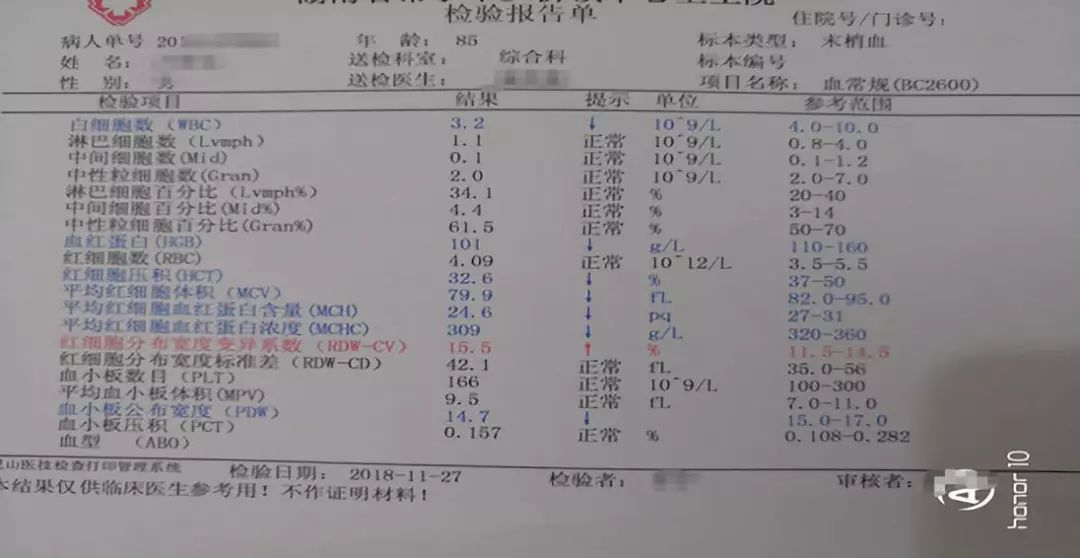 检验报告单
住院号/门诊号:
病人单号 201 年 龄: 85 标本类型: 末梢血
姓 名: 送检科室: 综合科 标本编号
性 别: 男 送检医生: 项目名称: 血常规(BC2600)
检验项目 结果 提示 单位 参考范围
白细胞数 (WBC) 3.2 ↓ 10^9/L 4.0-10.0
淋巴细胞数 (Lvmph) 1.1 正常 10^9/L 0.8-4.0
中间细胞数(Mid) 0.1 正常 10^9/L 0.1-1.2
中性粒细胞数(Gran) 2.0 正常 10^9/L 2.0-7.0
淋巴细胞百分比 (Lvmph%) 34.1 正常 % 20-40
中间细胞百分比(Mid%) 4.4 正常 % 3-14
中性粒细胞百分比(Gran%) 61.5 正常 % 50-70
血红蛋白(HGB) 101 ↓ g/L 110-160
红细胞数(RBC) 4.09 正常 10^12/L 3.5-5.5
红细胞压积(HCT) 32.6 ↓ % 37-50
平均红细胞体积 (MCV) 79.9 ↓ fL 82.0-95.0
平均红细胞血红蛋白含量(MCH) 24.6 ↓ pq 27-31
平均红细胞血红蛋白浓度(MCHC) 309 ↓ g/L 320-360
红细胞分布宽度变异系数 (RDW-CV) 15.5 ↑ % 11.5-14.5
红细胞分布宽度标准差 (RDW-CD) 42.1 正常 fL 35.0-56
血小板数目(PLT) 166 正常 10^9/L 100-300
平均血小板体积(MPV) 9.5 正常 fL 7.0-11.0
血小板公布宽度 (PDW) 14.7 ↓ 15.0-17.0
血小板压积(PCT) 0.157 正常 % 0.108-0.282
血型 (ABO)
山医技检查打印管理系统 检验日期: 2018-11-27 检验者: 审核者:
本结果仅供临床医生参考用!不作证明材料!
honor 10